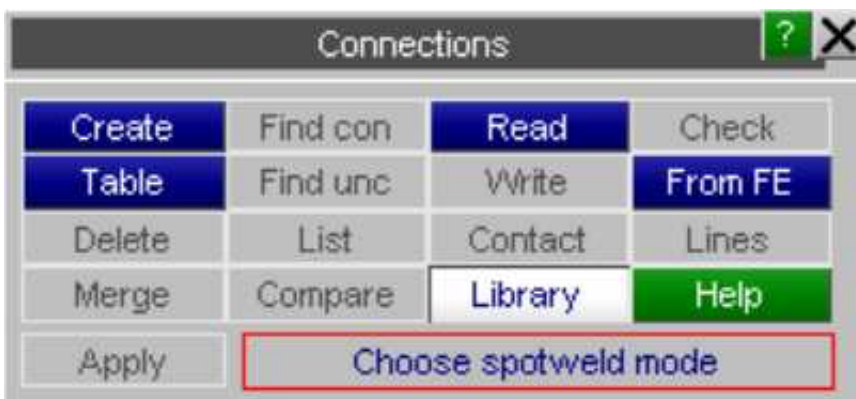 Connections ?
Create Find con Read Check
Table Find unc Write From FE
Delete List Contact Lines
Merge Compare Library Help
Apply Choose spotweld mode